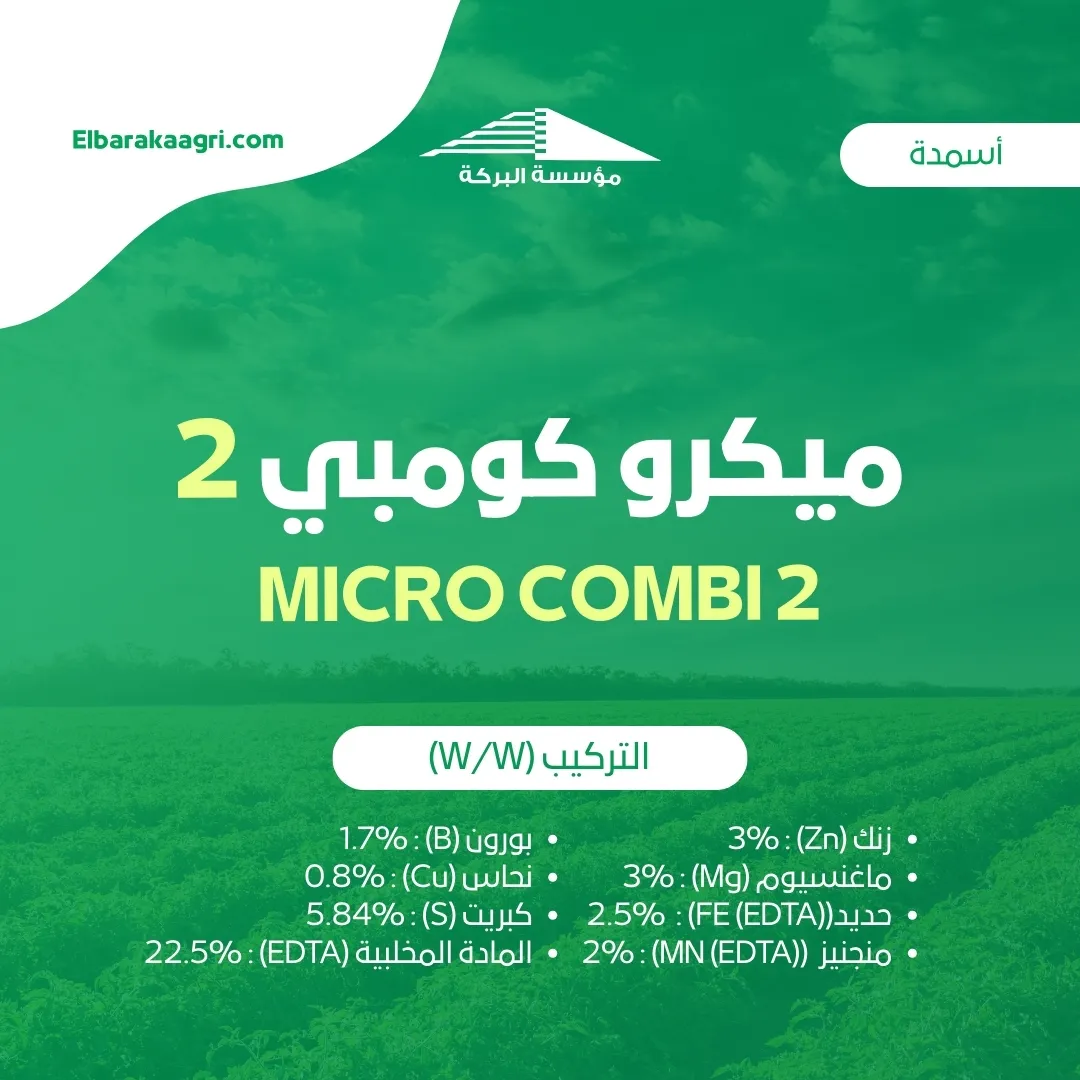 Elbarakaagri.com
مؤسسة البركة
أسمدة
ميكرو كومبي 2
MICRO COMBI 2
التركيب (W/W)
• زنك (Zn) : 3%
• ماغنسيوم (Mg) : 3%
• حديد((FE (EDTA) : 2.5%
• منجنيز ((MN (EDTA) : 2%
• بورون (B) : 1.7%
• نحاس (Cu) : 0.8%
• كبريت (S) : 5.84%
• المادة المخلبية (EDTA) : 22.5%